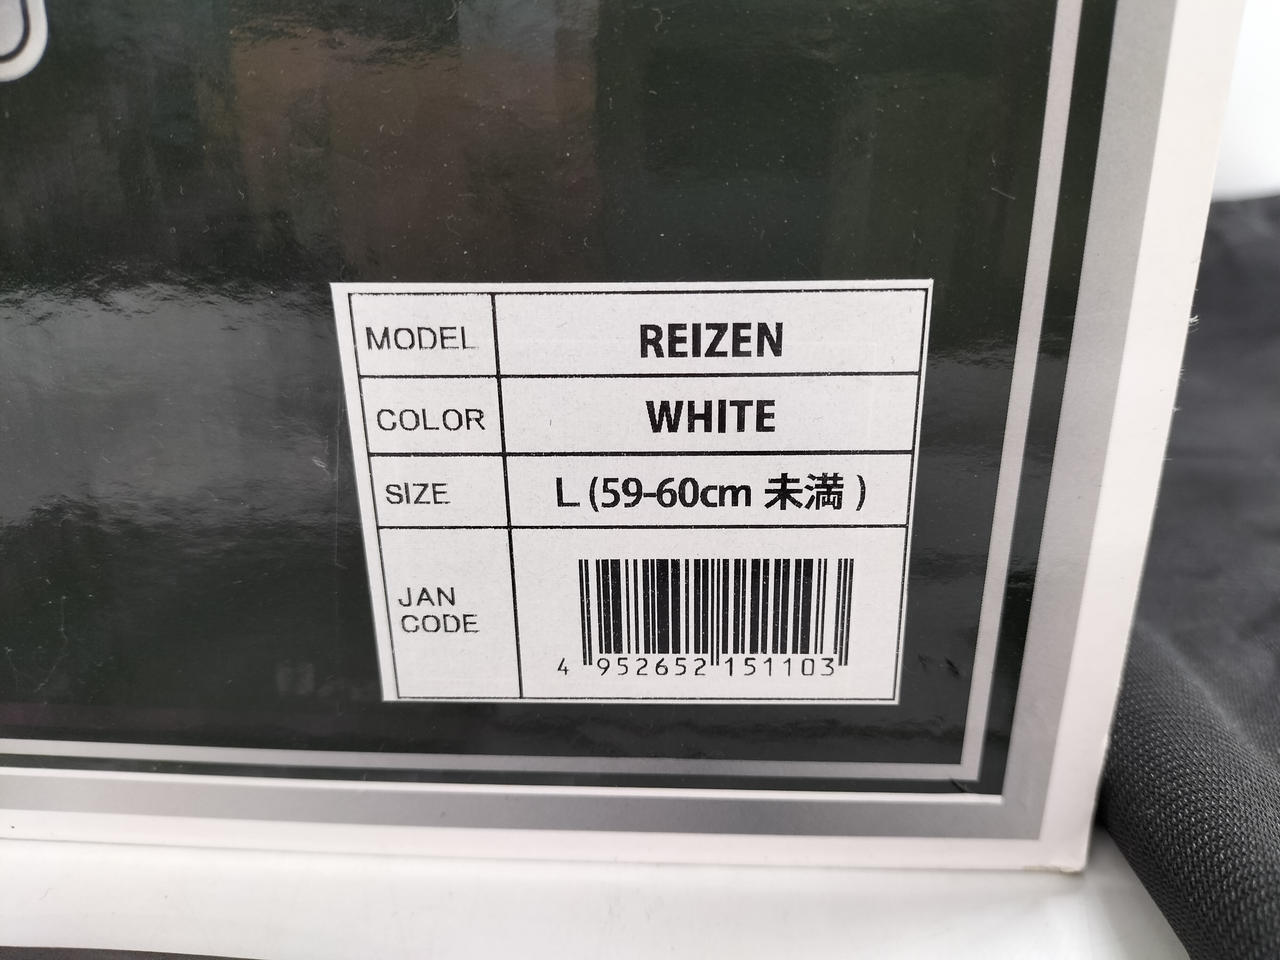 MODEL REIZEN
COLOR WHITE
SIZE L (59-60cm 未満 )
JAN
CODE
4 952652 151103